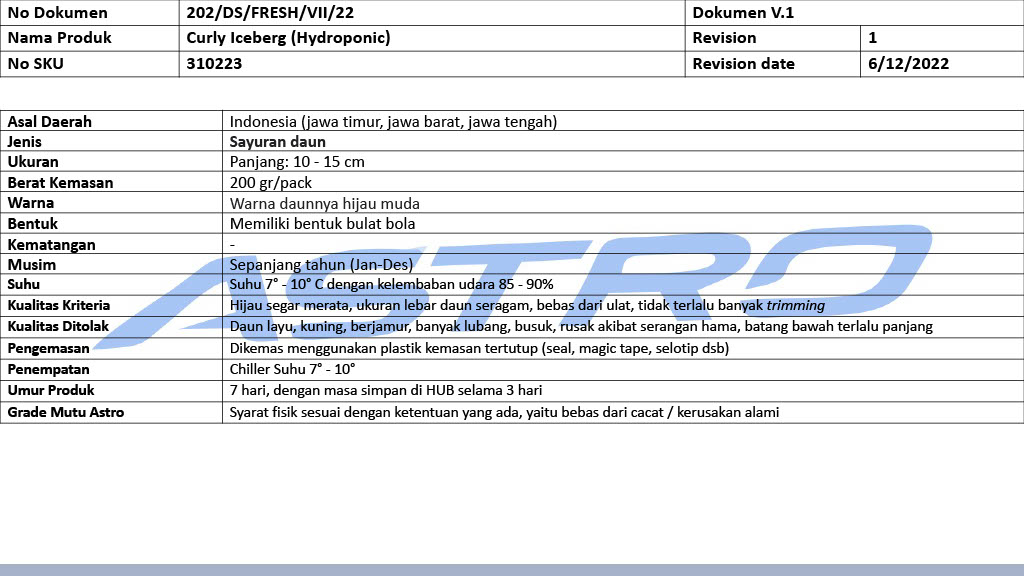 No Dokumen 202/DS/FRESH/VII/22 Dokumen V.1
Nama Produk Curly Iceberg (Hydroponic) Revision 1
No SKU 310223 Revision date 6/12/2022
Asal Daerah Indonesia (jawa timur, jawa barat, jawa tengah)
Jenis Sayuran daun
Ukuran Panjang: 10 - 15 cm
Berat Kemasan 200 gr/pack
Warna Warna daunnya hijau muda
Bentuk Memiliki bentuk bulat bola
Kematangan -
Musim Sepanjang tahun (Jan-Des)
Suhu Suhu 7° - 10° C dengan kelembaban udara 85 - 90%
Kualitas Kriteria Hijau segar merata, ukuran lebar daun seragam, bebas dari ulat, tidak terlalu banyak trimming
Kualitas Ditolak Daun layu, kuning, berjamur, banyak lubang, busuk, rusak akibat serangan hama, batang bawah terlalu panjang
Pengemasan Dikemas menggunakan plastik kemasan tertutup (seal, magic tape, selotip dsb)
Penempatan Chiller Suhu 7° - 10°
Umur Produk 7 hari, dengan masa simpan di HUB selama 3 hari
Grade Mutu Astro Syarat fisik sesuai dengan ketentuan yang ada, yaitu bebas dari cacat / kerusakan alami
ASTRO